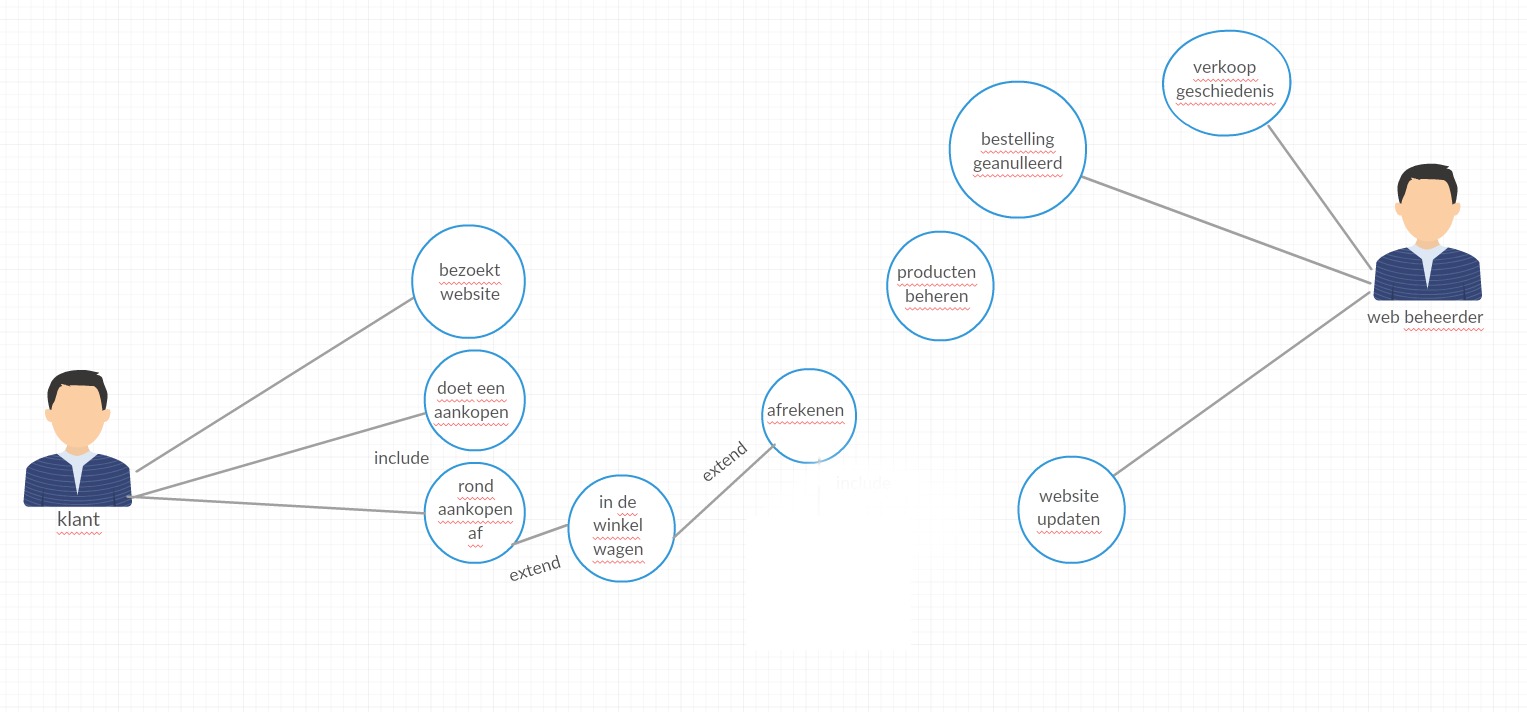 verkoop
geschiedenis
bestelling
geanulleerd
producten
beheren
web beheerder
bezoekt
website
doet een
aankopen
include
rond
aankopen
af
klant
extend
in de
winkel
wagen
extend
afrekenen
website
updaten